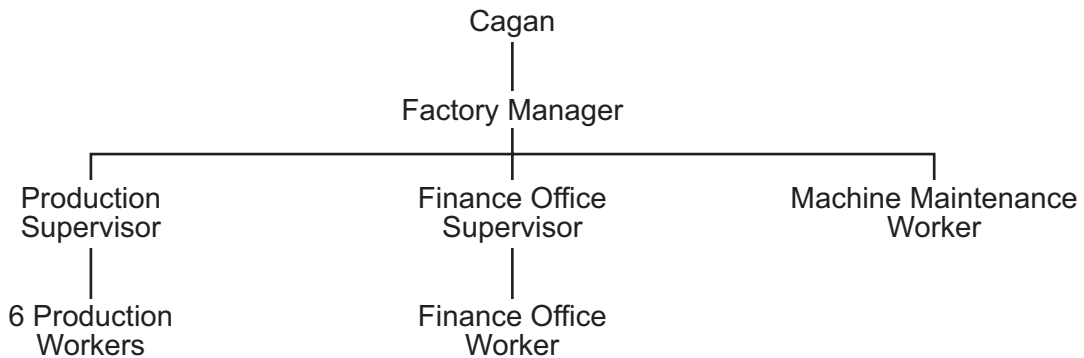 Cagan
Factory Manager
Production
Supervisor
Finance Office
Supervisor
Machine Maintenance
Worker
6 Production
Workers
Finance Office
Worker